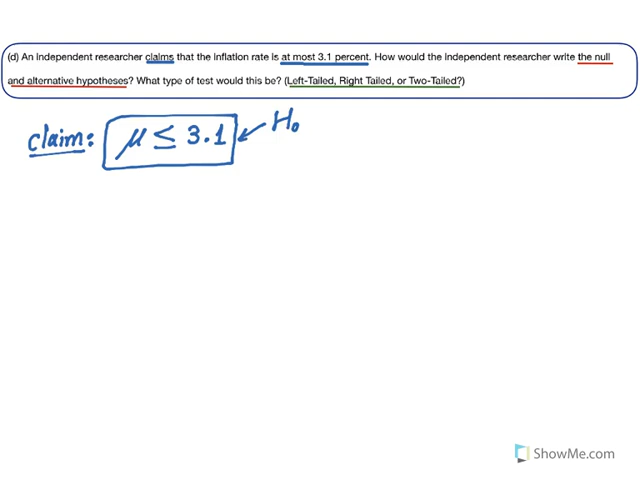 (d) An independent researcher claims that the inflation rate is at most 3.1 percent. How would the independent researcher write the null
and alternative hypotheses? What type of test would this be? (Left-Tailed, Right Tailed, or Two-Tailed?)
claim: μ ≤ 3.1 H₀
ShowMe.com